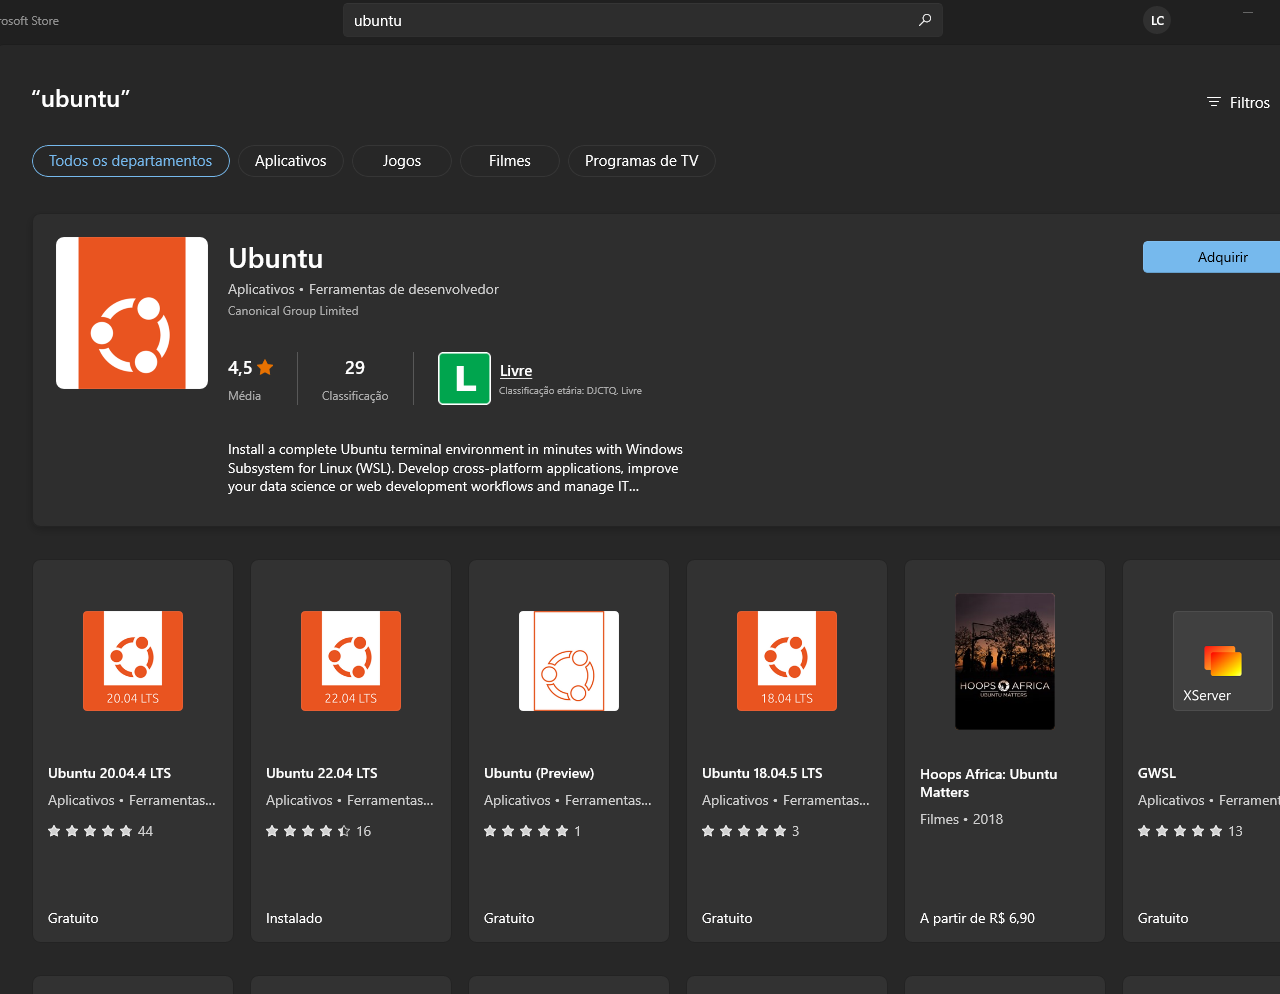 rosoft Store
ubuntu
LC
“ubuntu”
Filtros
Todos os departamentos
Aplicativos
Jogos
Filmes
Programas de TV
Ubuntu
Adquirir
Aplicativos • Ferramentas de desenvolvedor
Canonical Group Limited
4,5
29
L
Livre
Média
Classificação
Classificação etária: DJCTQ, Livre
Install a complete Ubuntu terminal environment in minutes with Windows
Subsystem for Linux (WSL). Develop cross-platform applications, improve
your data science or web development workflows and manage IT...
20.04 LTS
22.04 LTS
18.04 LTS
HOOPS AFRICA
UBUNTU MATTERS
XServer
Ubuntu 20.04.4 LTS
Aplicativos • Ferramentas...
44
Gratuito
Ubuntu 22.04 LTS
Aplicativos • Ferramentas...
16
Instalado
Ubuntu (Preview)
Aplicativos • Ferramentas...
1
Gratuito
Ubuntu 18.04.5 LTS
Aplicativos • Ferramentas...
3
Gratuito
Hoops Africa: Ubuntu
Matters
Filmes • 2018
A partir de R$ 6,90
GWSL
Aplicativos • Ferrament
13
Gratuito